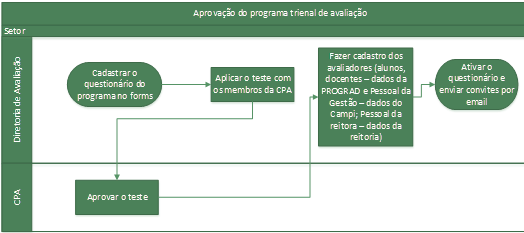 Aprovação do programa trienal de avaliação
Setor
Diretoria de Avaliação
Cadastrar o
questionário do
programa no forms
Aplicar o teste com
os membros da CPA
Fazer cadastro dos
avaliadores (alunos,
docentes – dados da
PROGRAD e Pessoal da
Gestão – dados do
Campi; Pessoal da
reitora – dados da
reitoria)
Ativar o
questionário e
enviar convites por
email
CPA
Aprovar o teste